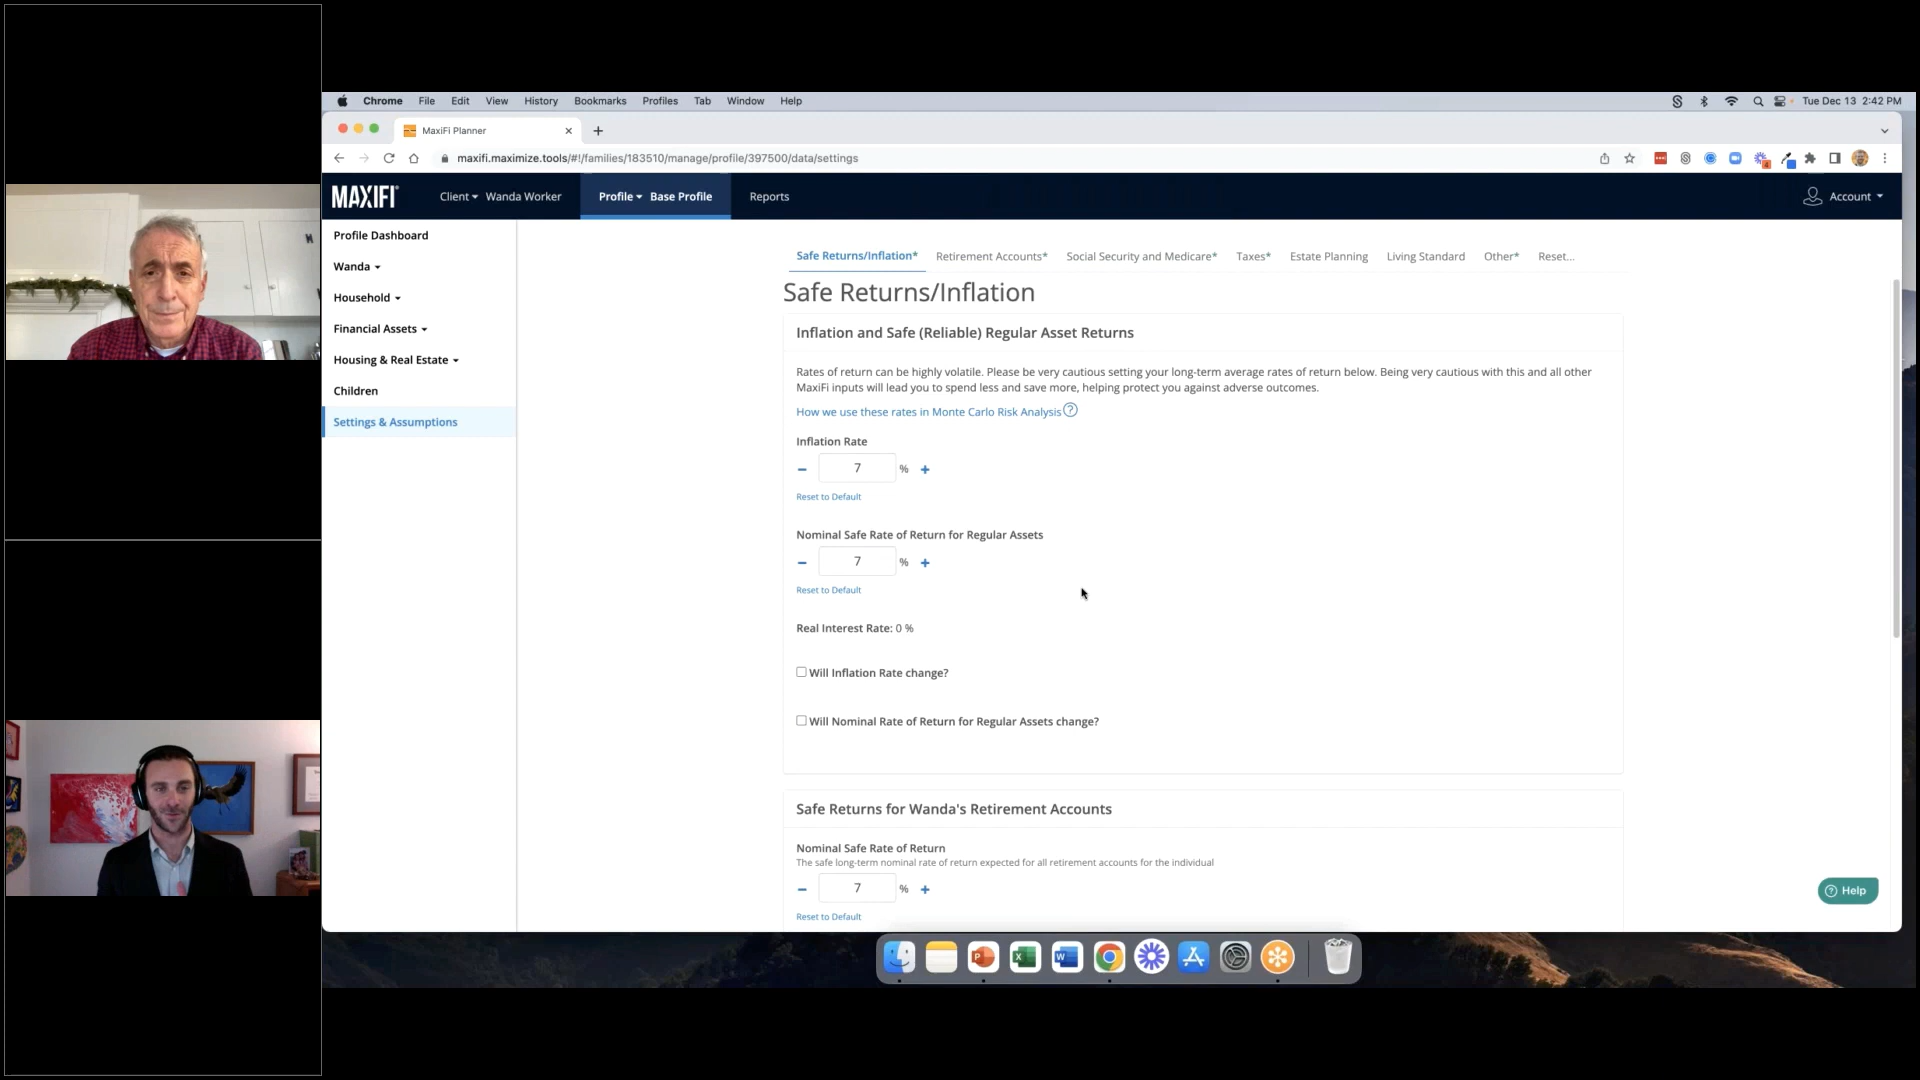 Chrome File Edit View History Bookmarks Profiles Tab Window Help Tue Dec 13 2:42 PM
MaxiFi Planner
maxifi.maximize.tools/#!/families/183510/manage/profile/397500/data/settings
MAXIFI Client Wanda Worker Profile Base Profile Reports Account
Profile Dashboard
Wanda
Household
Financial Assets
Housing & Real Estate
Children
Settings & Assumptions
Safe Returns/Inflation* Retirement Accounts* Social Security and Medicare* Taxes* Estate Planning Living Standard Other* Reset...
Safe Returns/Inflation
Inflation and Safe (Reliable) Regular Asset Returns
Rates of return can be highly volatile. Please be very cautious setting your long-term average rates of return below. Being very cautious with this and all other
MaxiFi inputs will lead you to spend less and save more, helping protect you against adverse outcomes.
How we use these rates in Monte Carlo Risk Analysis ?
Inflation Rate
− 7 % +
Reset to Default
Nominal Safe Rate of Return for Regular Assets
− 7 % +
Reset to Default
Real Interest Rate: 0 %
Will Inflation Rate change?
Will Nominal Rate of Return for Regular Assets change?
Safe Returns for Wanda's Retirement Accounts
Nominal Safe Rate of Return
The safe long-term nominal rate of return expected for all retirement accounts for the individual
− 7 % +
Reset to Default
? Help